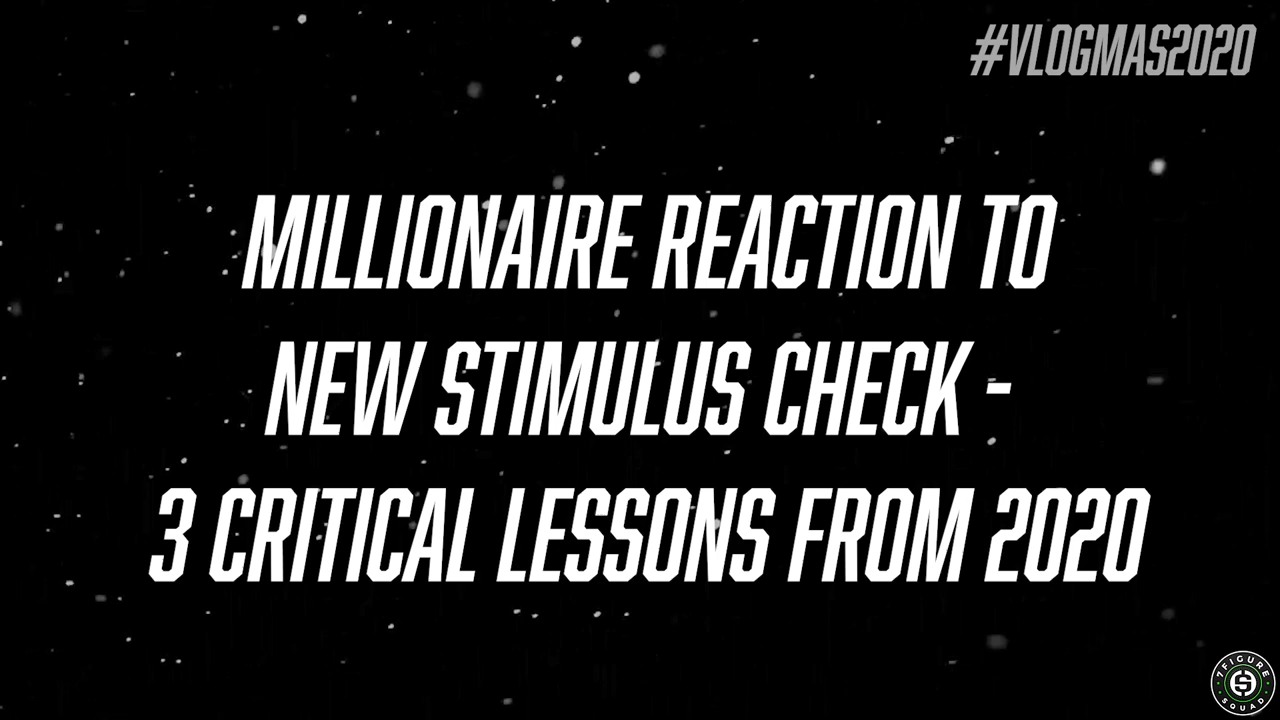 #VLOGMAS2020
MILLIONAIRE REACTION TO
NEW STIMULUS CHECK -
3 CRITICAL LESSONS FROM 2020
7 FIGURE
SQUAD